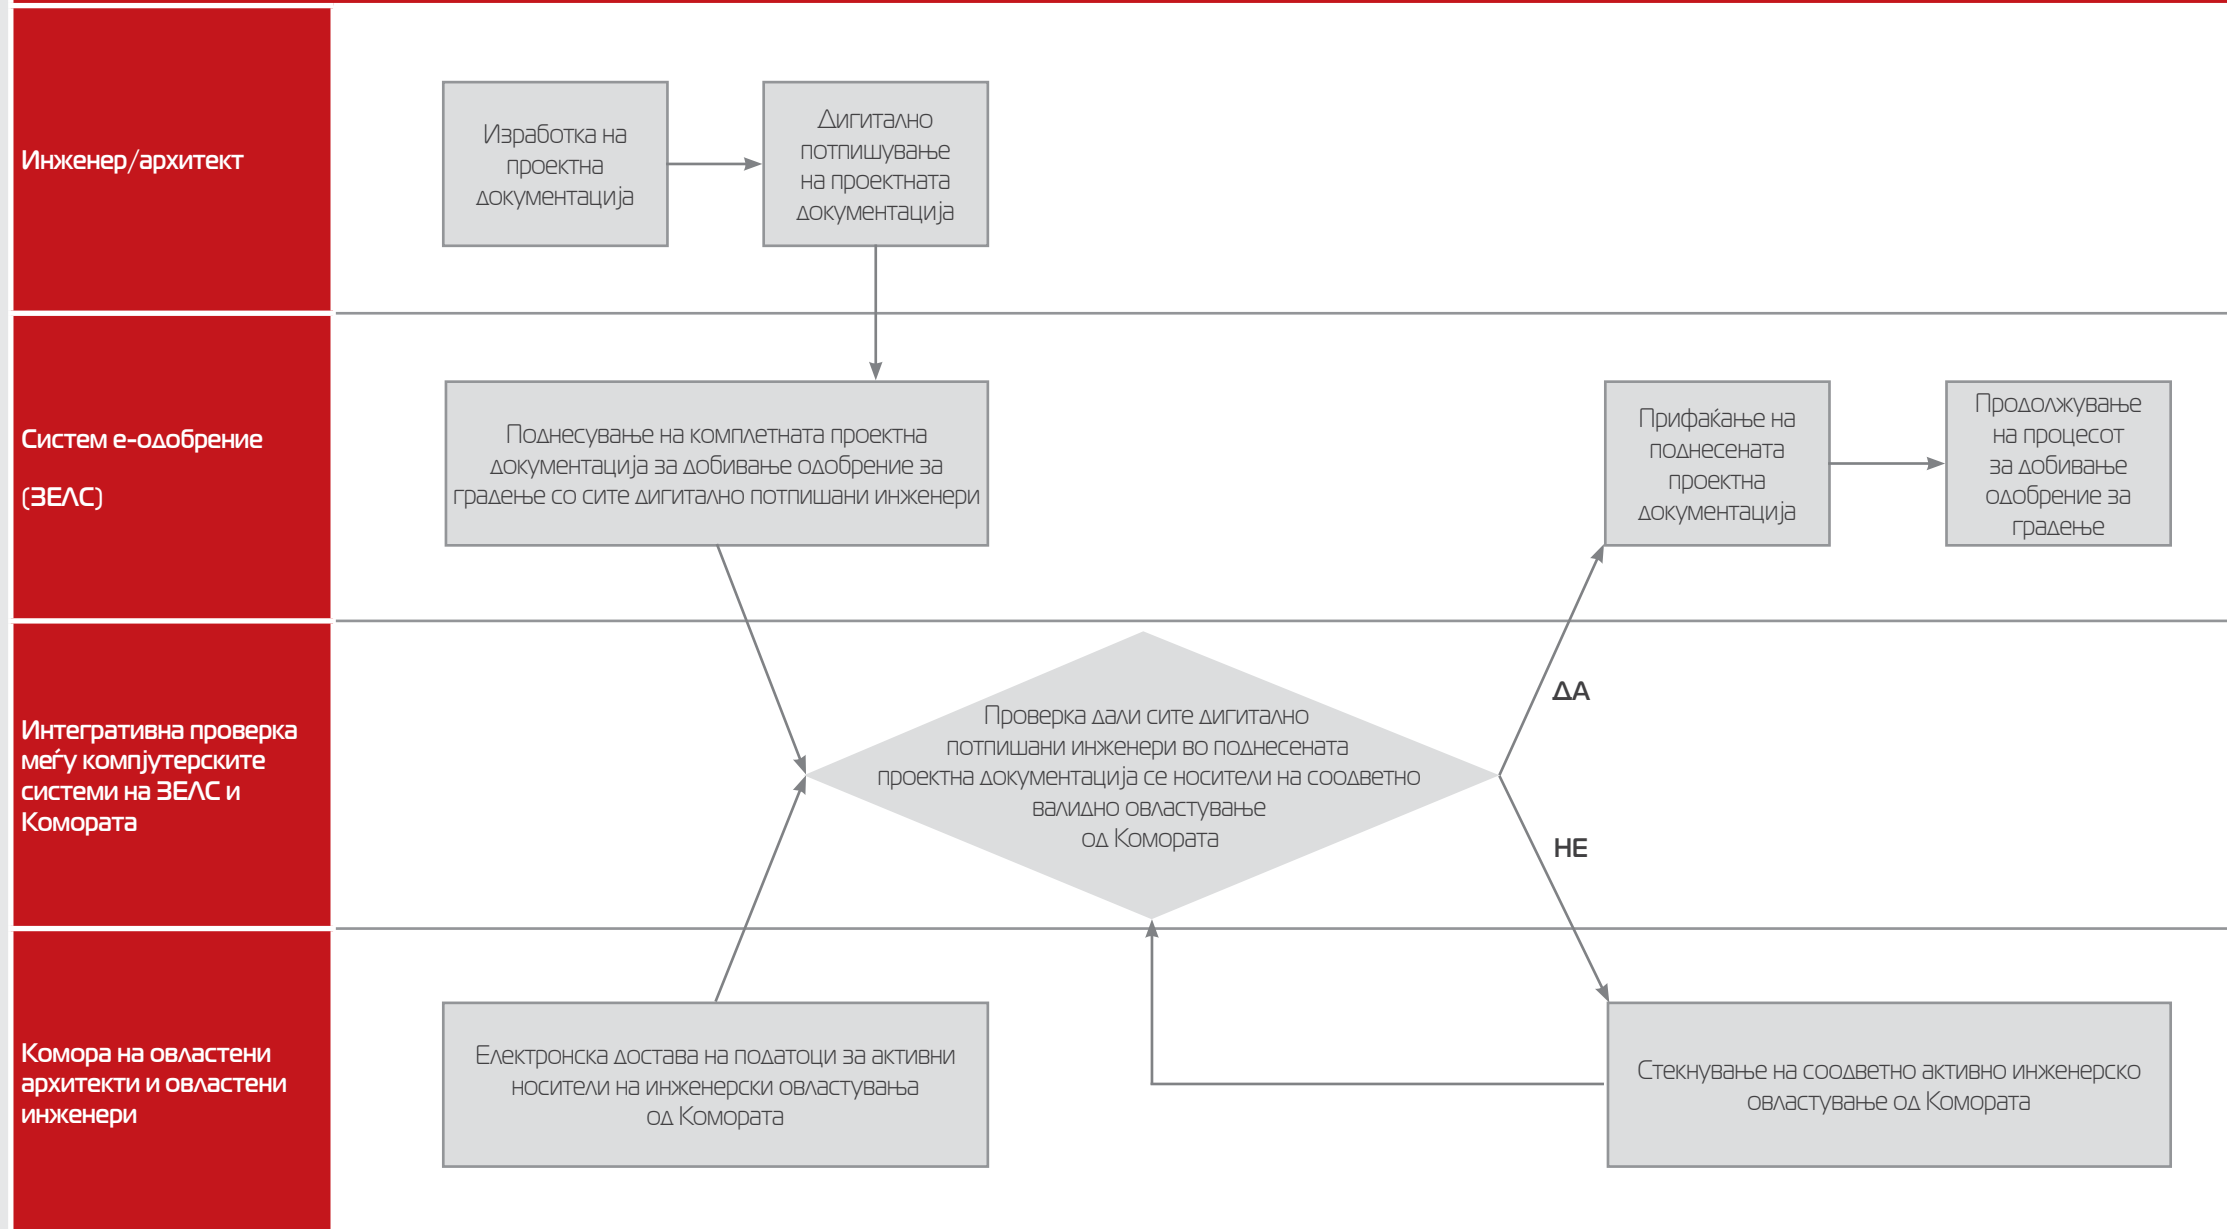 Инженер/архитект
Изработка на
проектна
документација
Дигитално
потпишување
на проектната
документација
Систем е-одобрение
(ЗЕЛС)
Поднесување на комплетната проектна
документација за добивање одобрение за
градење со сите дигитално потпишани инженери
Прифаќање на
поднесената
проектна
документација
Продолжување
на процесот
за добивање
одобрение за
градење
Интегративна проверка
меѓу компјутерските
системи на ЗЕЛС и
Комората
Проверка дали сите дигитално
потпишани инженери во поднесената
проектна документација се носители на соодветно
валидно овластување
од Комората
ДА
НЕ
Комора на овластени
архитекти и овластени
инженери
Електронска достава на податоци за активни
носители на инженерски овластувања
од Комората
Стекнување на соодветно активно инженерско
овластување од Комората